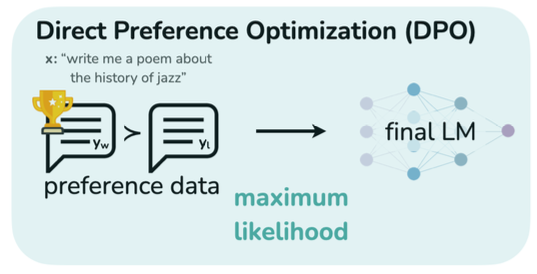 Direct Preference Optimization (DPO)
x: “write me a poem about
the history of jazz”
y_w ≻ y_l
final LM
preference data
maximum
likelihood